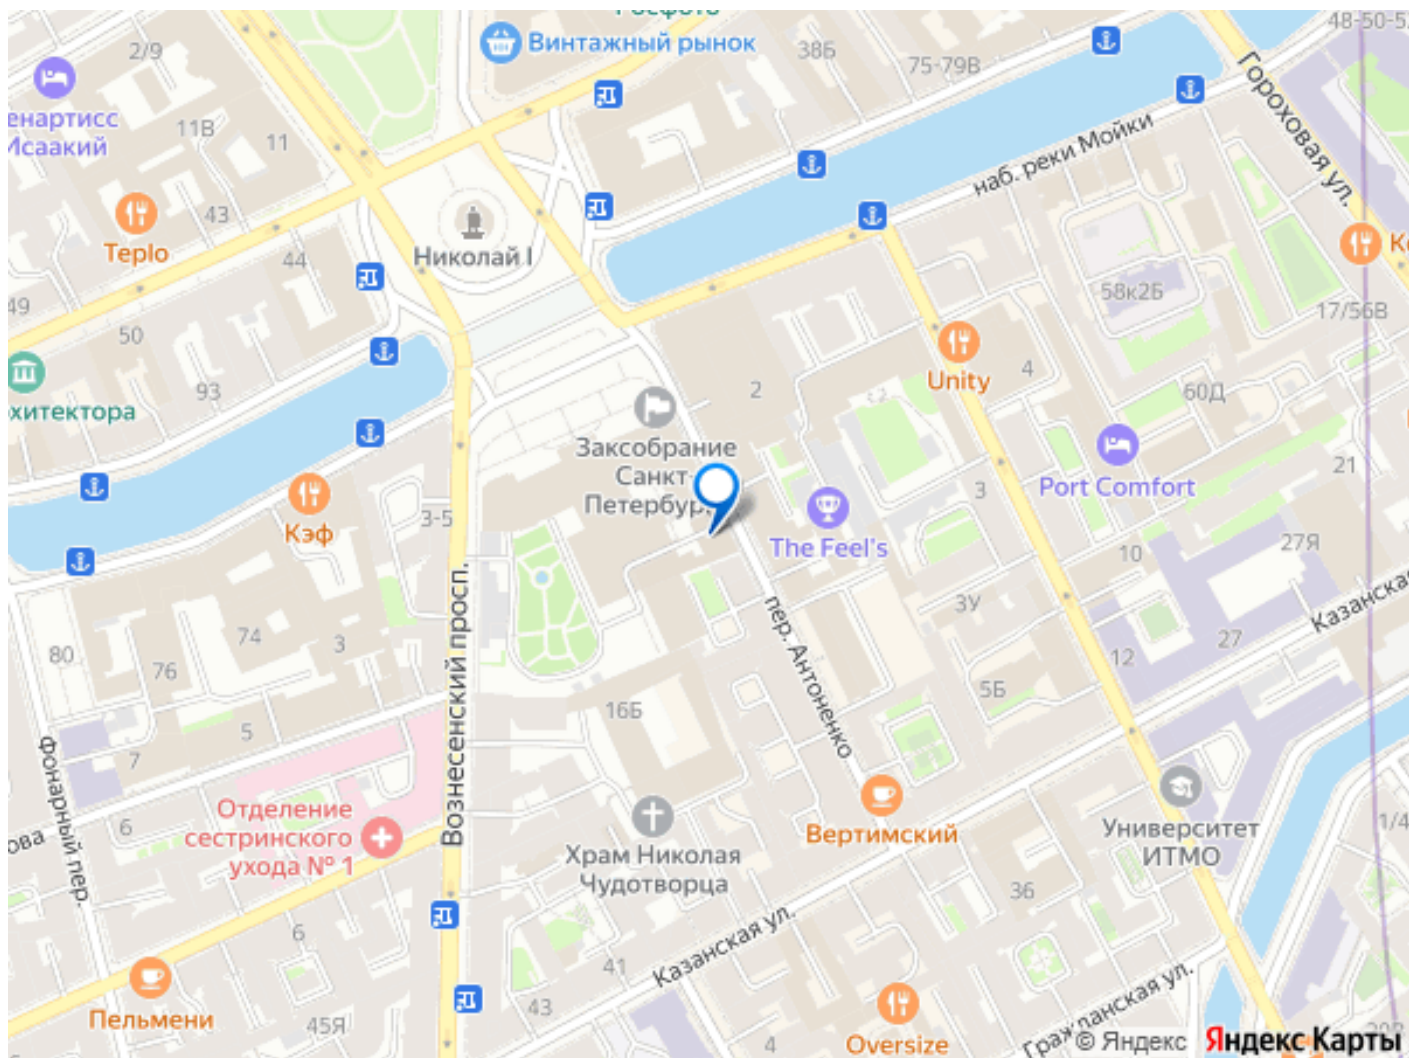 48-50-5
Винтажный рынок
38Б
75-79В
2/9
Гороховая ул.
енартисс
Исаакий
11В
11
наб. реки Мойки
43
Teplo
Николай I
44
58к2Б
49
17/56В
50
Unity
4
2
93
60Д
хитектора
Заксобрание
Санкт-
Петербур
21
Port Comfort
3
3-5
Кэф
The Feel's
10
27Я
Вознесенский просп.
пер. Антоненко
3У
Казанская
74
3
27
80
76
12
5Б
16Б
5
7
Фонарный пер.
Отделение
сестринского
ухода № 1
6
ова
Вертимский
Университет
ИТМО
1/4
Храм Николая
Чудотворца
36
6
Казанская ул.
41
43
Гражданская ул.
Пельмени
45Я
4
Oversize
© Яндекс Яндекс Карты